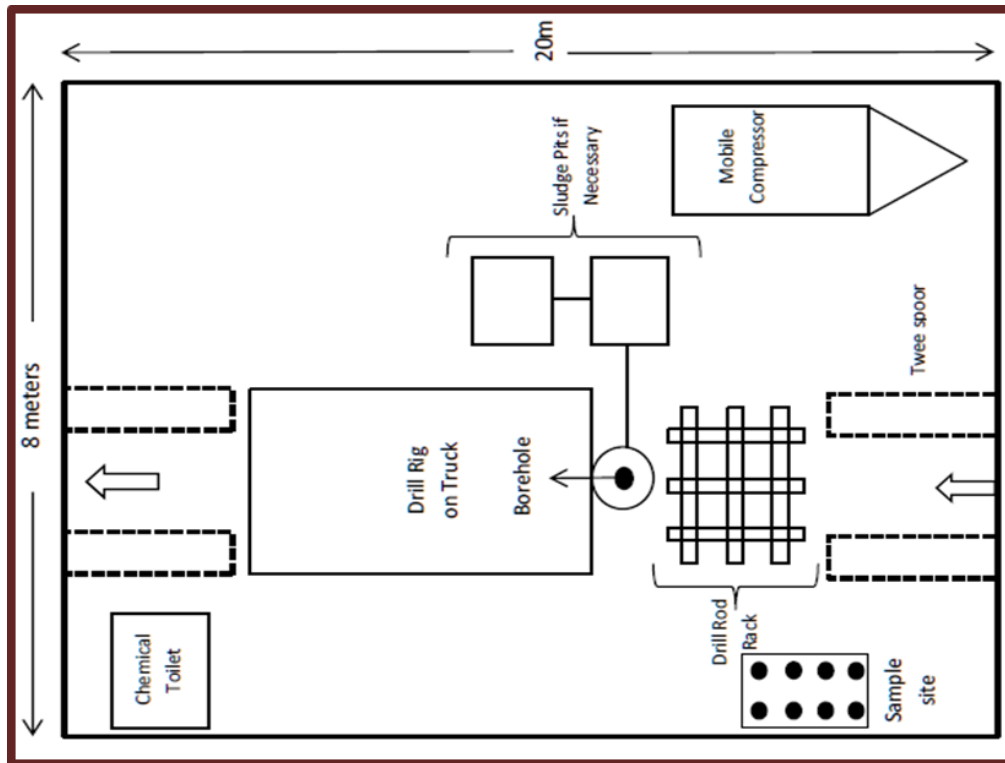 20m
8 meters
Sludge Pits if
Necessary
Mobile
Compressor
Drill Rig
on Truck
Borehole
Twee spoor
Chemical
Toilet
Drill Rod
Rack
Sample
site